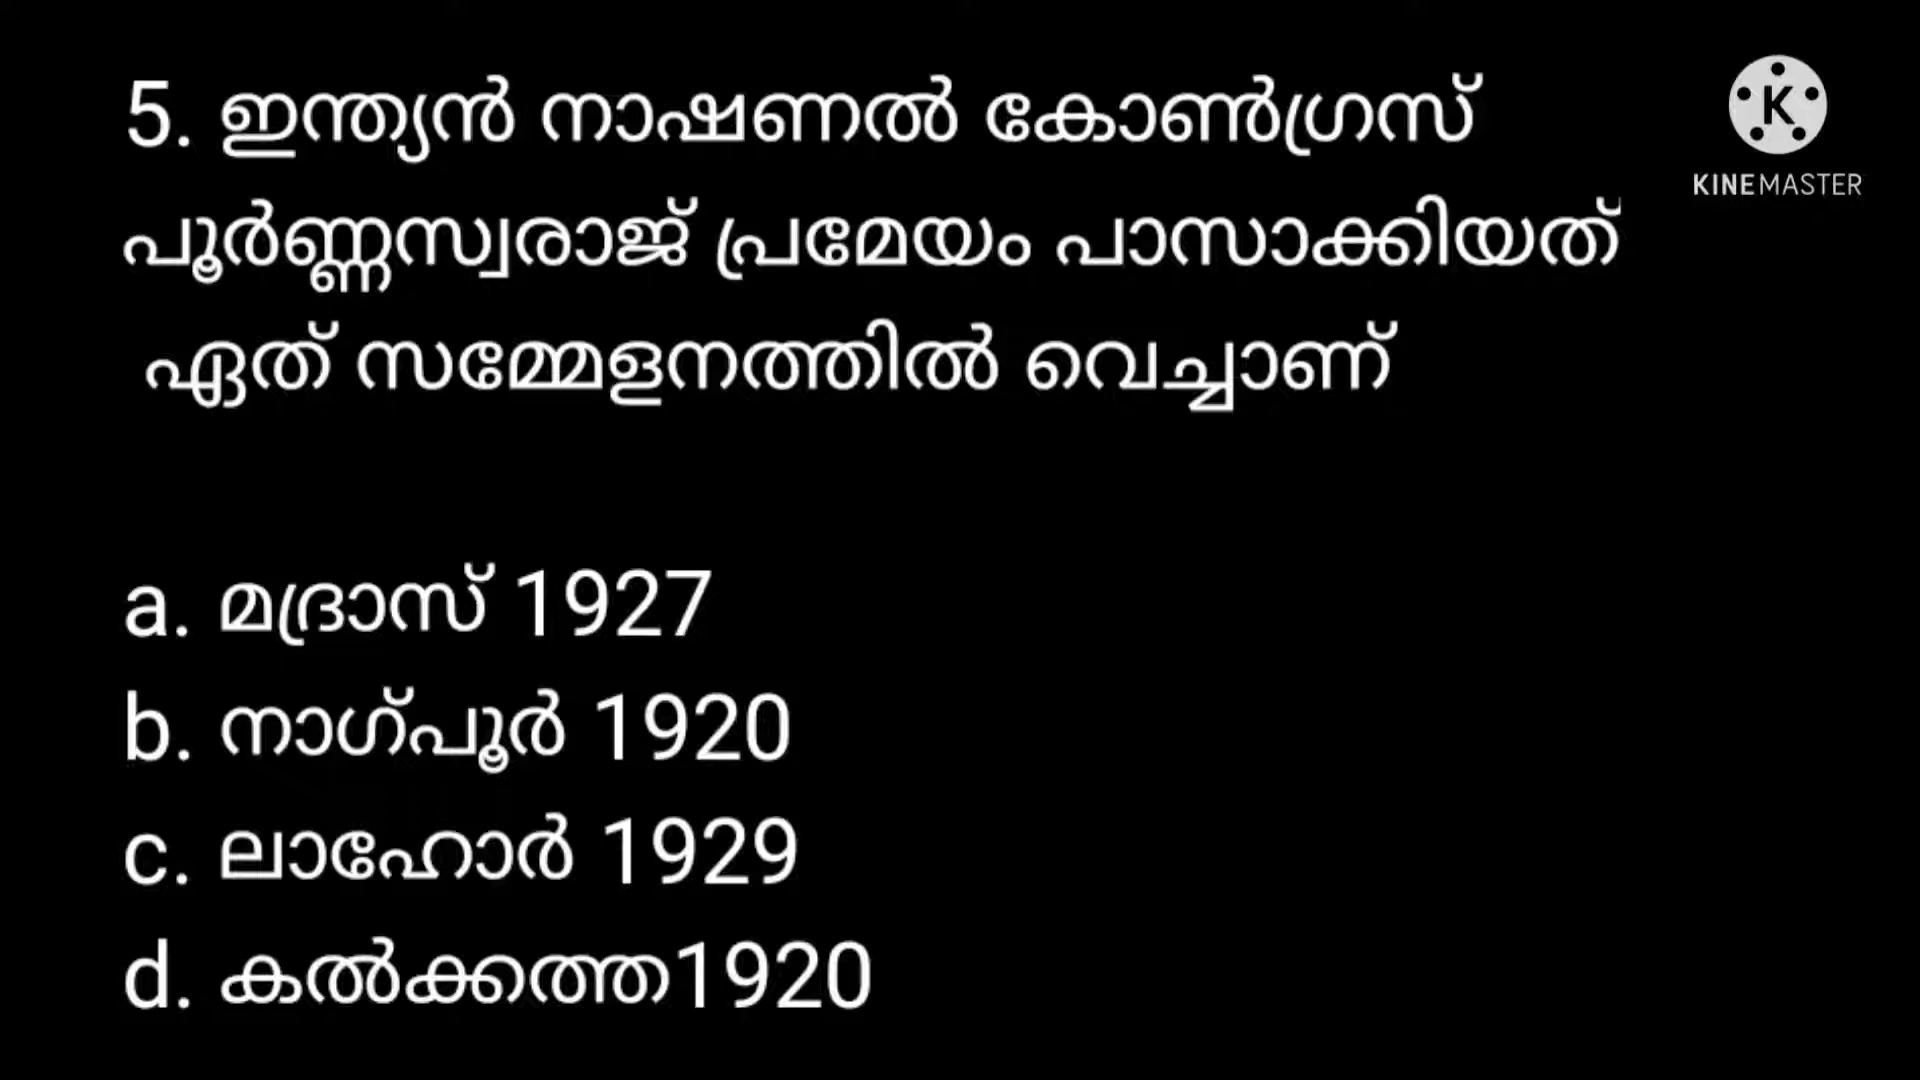 5. ഇന്ത്യൻ നാഷണൽ കോൺഗ്രസ്
പൂർണ്ണസ്വരാജ് പ്രമേയം പാസാക്കിയത്
ഏത് സമ്മേളനത്തിൽ വെച്ചാണ്
a. മദ്രാസ് 1927
b. നാഗ്പൂർ 1920
c. ലാഹോർ 1929
d. കൽക്കത്ത1920
K
KINEMASTER